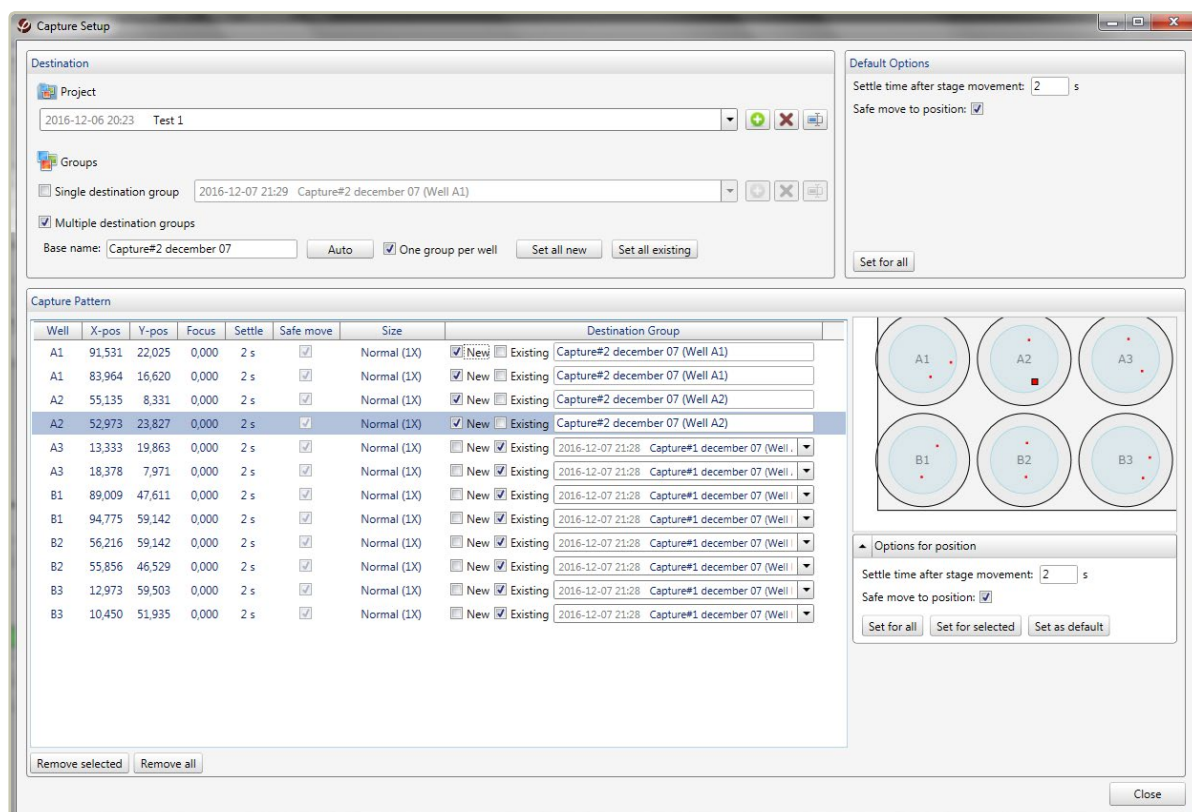 Capture Setup
Destination
Project
2016-12-06 20:23 Test 1
Groups
Single destination group 2016-12-07 21:29 Capture#2 december 07 (Well A1)
Multiple destination groups
Base name: Capture#2 december 07 Auto One group per well Set all new Set all existing
Default Options
Settle time after stage movement: 2 s
Safe move to position:
Set for all
Capture Pattern
Well X-pos Y-pos Focus Settle Safe move Size Destination Group
A1 91,531 22,025 0,000 2 s Normal (1X) New Existing Capture#2 december 07 (Well A1)
A1 83,964 16,620 0,000 2 s Normal (1X) New Existing Capture#2 december 07 (Well A1)
A2 55,135 8,331 0,000 2 s Normal (1X) New Existing Capture#2 december 07 (Well A2)
A2 52,973 23,827 0,000 2 s Normal (1X) New Existing Capture#2 december 07 (Well A2)
A3 13,333 19,863 0,000 2 s Normal (1X) New Existing 2016-12-07 21:28 Capture#1 december 07 (Well
A3 18,378 7,971 0,000 2 s Normal (1X) New Existing 2016-12-07 21:28 Capture#1 december 07 (Well
B1 89,009 47,611 0,000 2 s Normal (1X) New Existing 2016-12-07 21:28 Capture#1 december 07 (Well
B1 94,775 59,142 0,000 2 s Normal (1X) New Existing 2016-12-07 21:28 Capture#1 december 07 (Well
B2 56,216 59,142 0,000 2 s Normal (1X) New Existing 2016-12-07 21:28 Capture#1 december 07 (Well
B2 55,856 46,529 0,000 2 s Normal (1X) New Existing 2016-12-07 21:28 Capture#1 december 07 (Well
B3 12,973 59,503 0,000 2 s Normal (1X) New Existing 2016-12-07 21:28 Capture#1 december 07 (Well
B3 10,450 51,935 0,000 2 s Normal (1X) New Existing 2016-12-07 21:28 Capture#1 december 07 (Well
A1 A2 A3
B1 B2 B3
Options for position
Settle time after stage movement: 2 s
Safe move to position:
Set for all Set for selected Set as default
Remove selected Remove all
Close